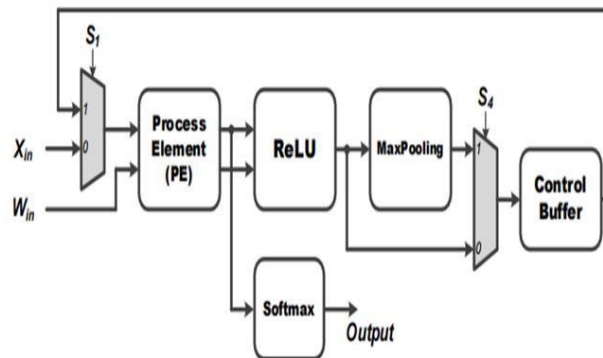 S1
S4
1
0
Xin
Win
Process
Element
(PE)
ReLU
MaxPooling
1
0
Control
Buffer
Softmax
Output